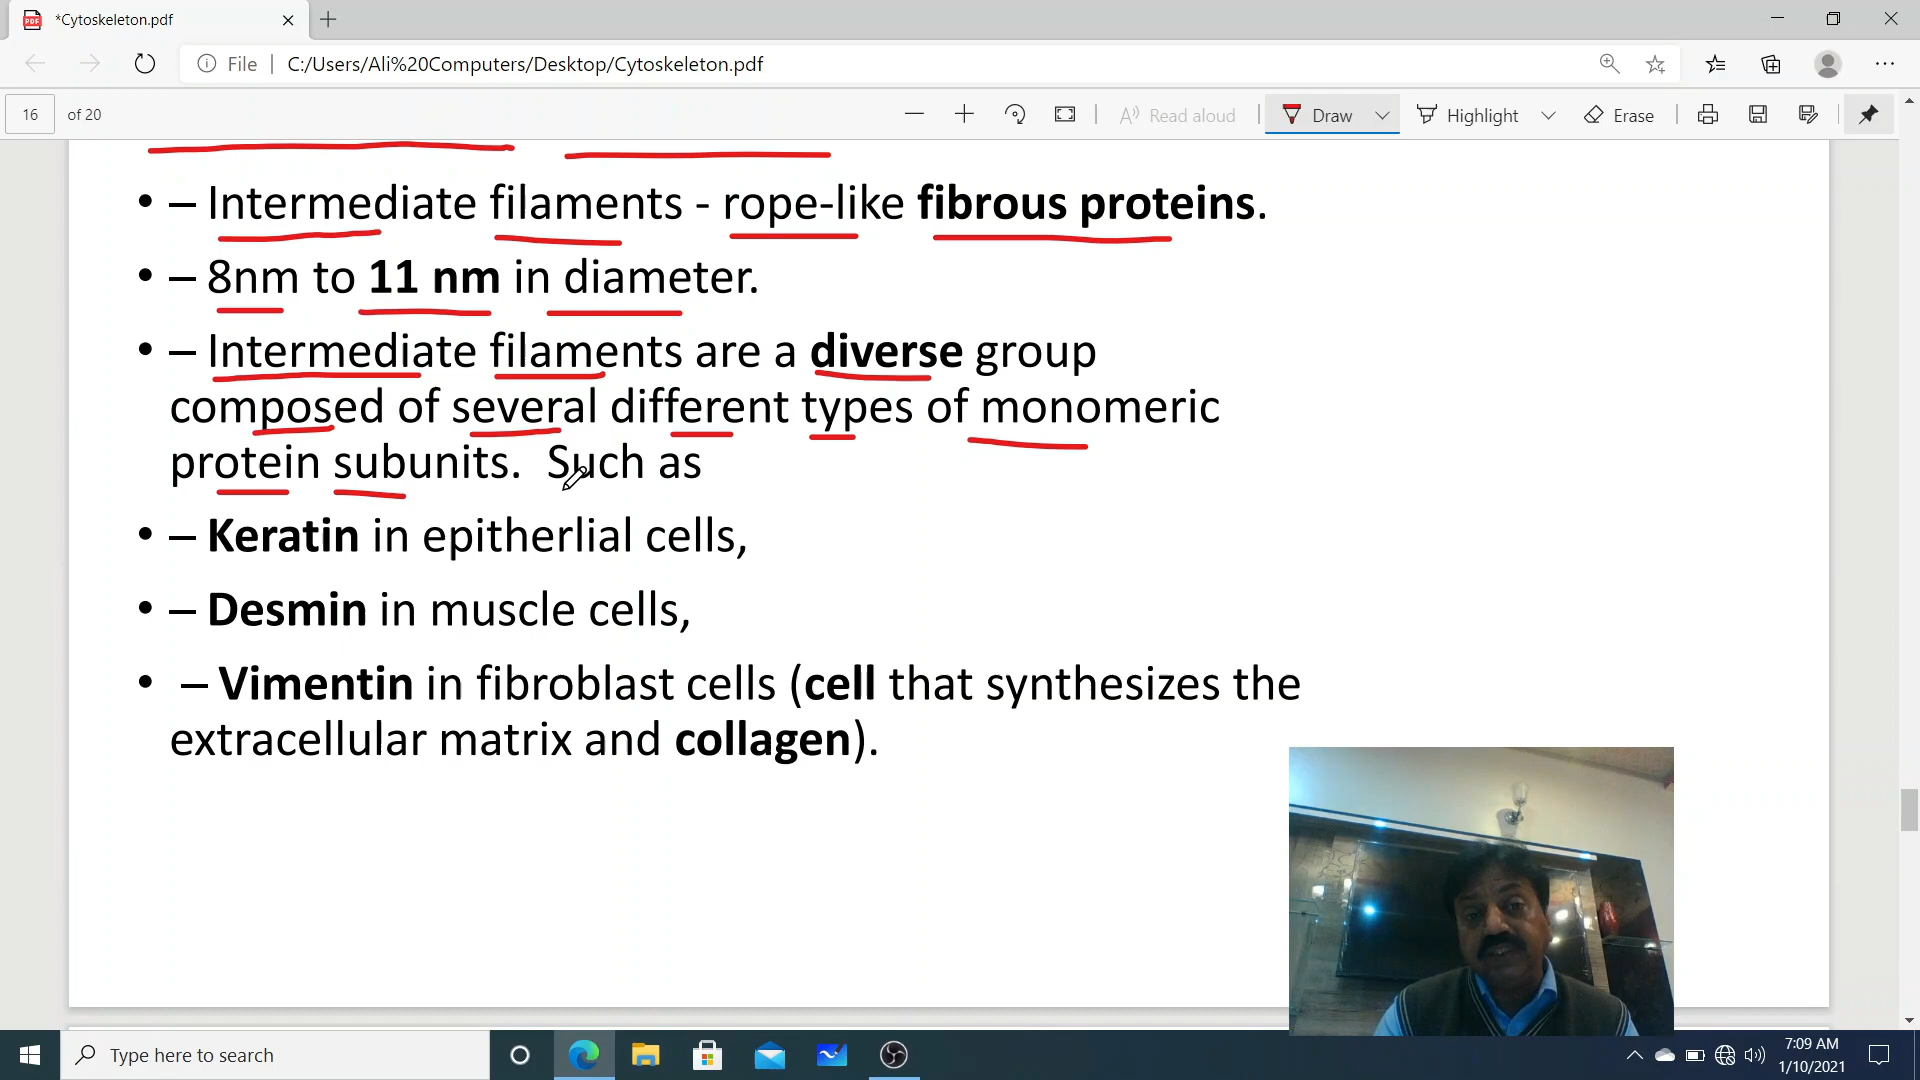 *Cytoskeleton.pdf
File
C:/Users/Ali%20Computers/Desktop/Cytoskeleton.pdf
16 of 20
Read aloud
Draw
Highlight
Erase
• – Intermediate filaments - rope-like fibrous proteins.
• – 8nm to 11 nm in diameter.
• – Intermediate filaments are a diverse group
composed of several different types of monomeric
protein subunits. Such as
• – Keratin in epitherlial cells,
• – Desmin in muscle cells,
• – Vimentin in fibroblast cells (cell that synthesizes the
extracellular matrix and collagen).
Type here to search
7:09 AM
1/10/2021